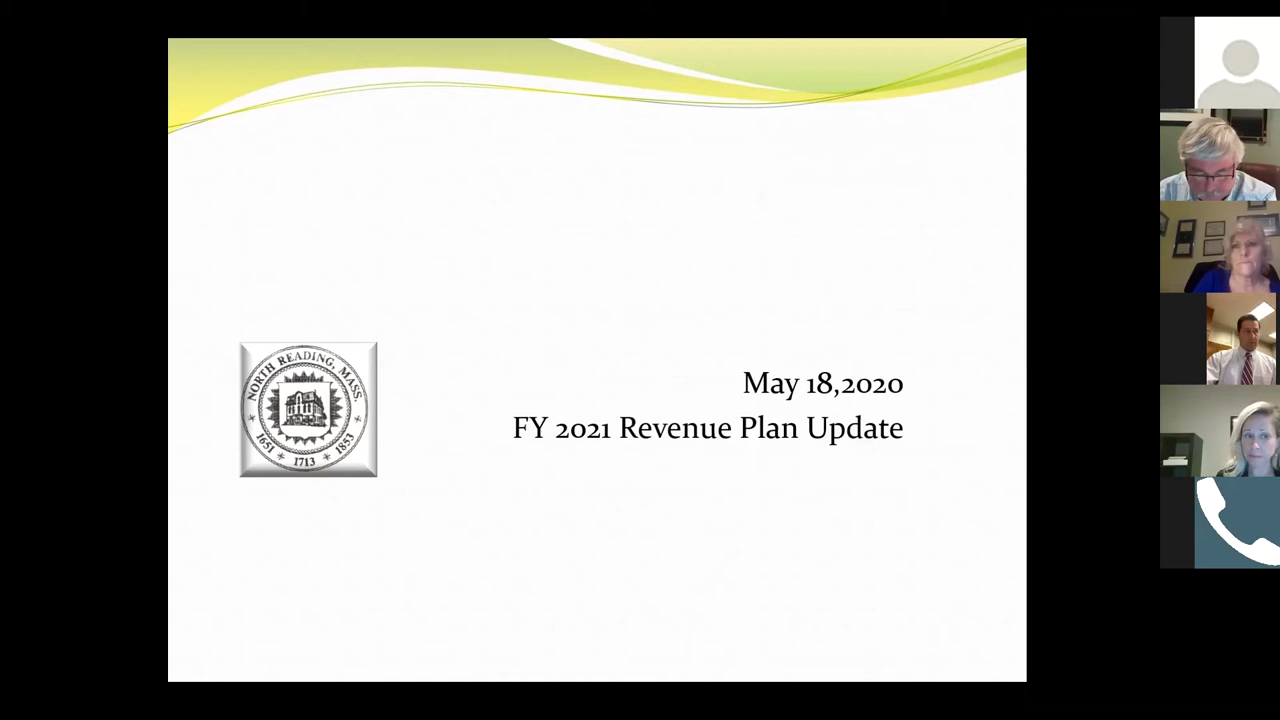 NORTH READING, MASS.
1651 1713 1853
May 18,2020
FY 2021 Revenue Plan Update